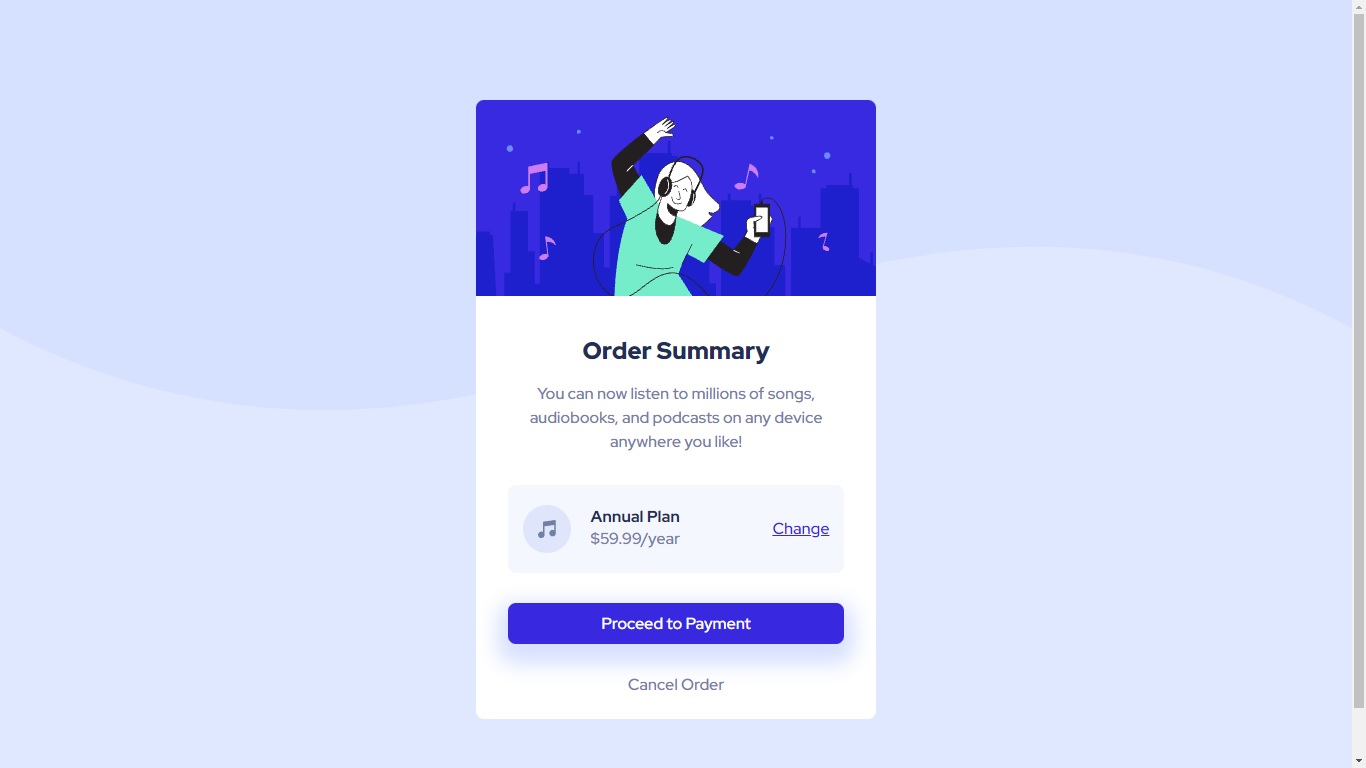 Order Summary
You can now listen to millions of songs,
audiobooks, and podcasts on any device
anywhere you like!
Annual Plan
$59.99/year
Change
Proceed to Payment
Cancel Order